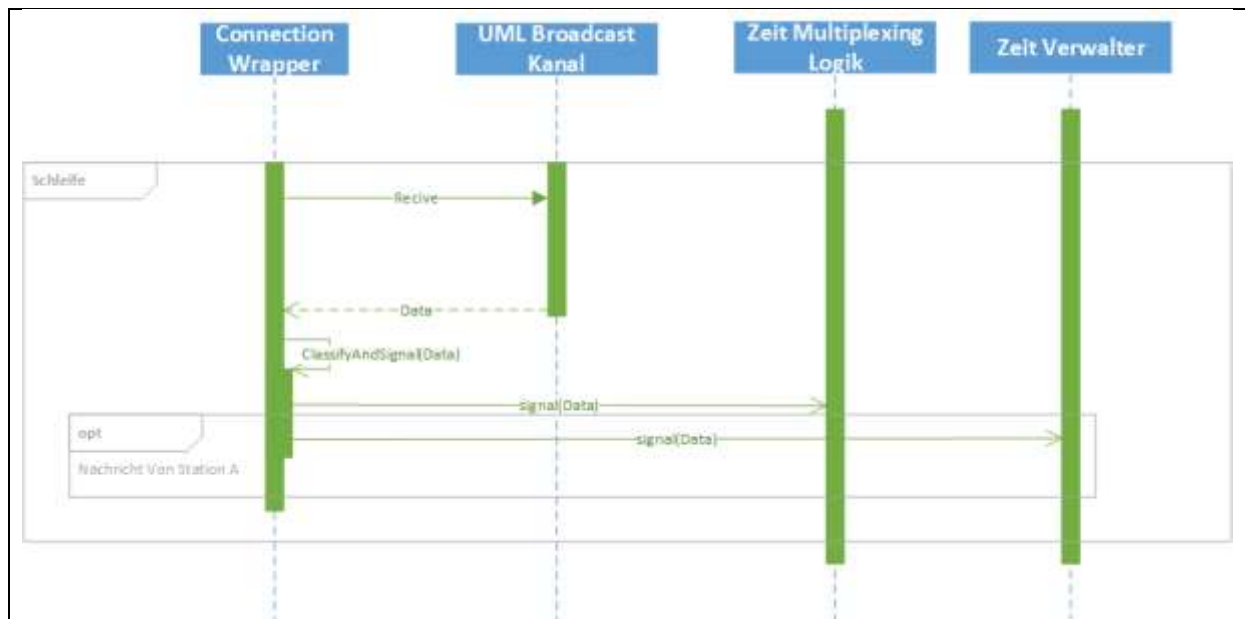 Connection
Wrapper
UML Broadcast
Kanal
Zeit Multiplexing
Logik
Zeit Verwalter
Schleife
Recive
Data
ClassifyAndSignal(Data)
signal(Data)
opt
signal(Data)
Nachricht Von Station A